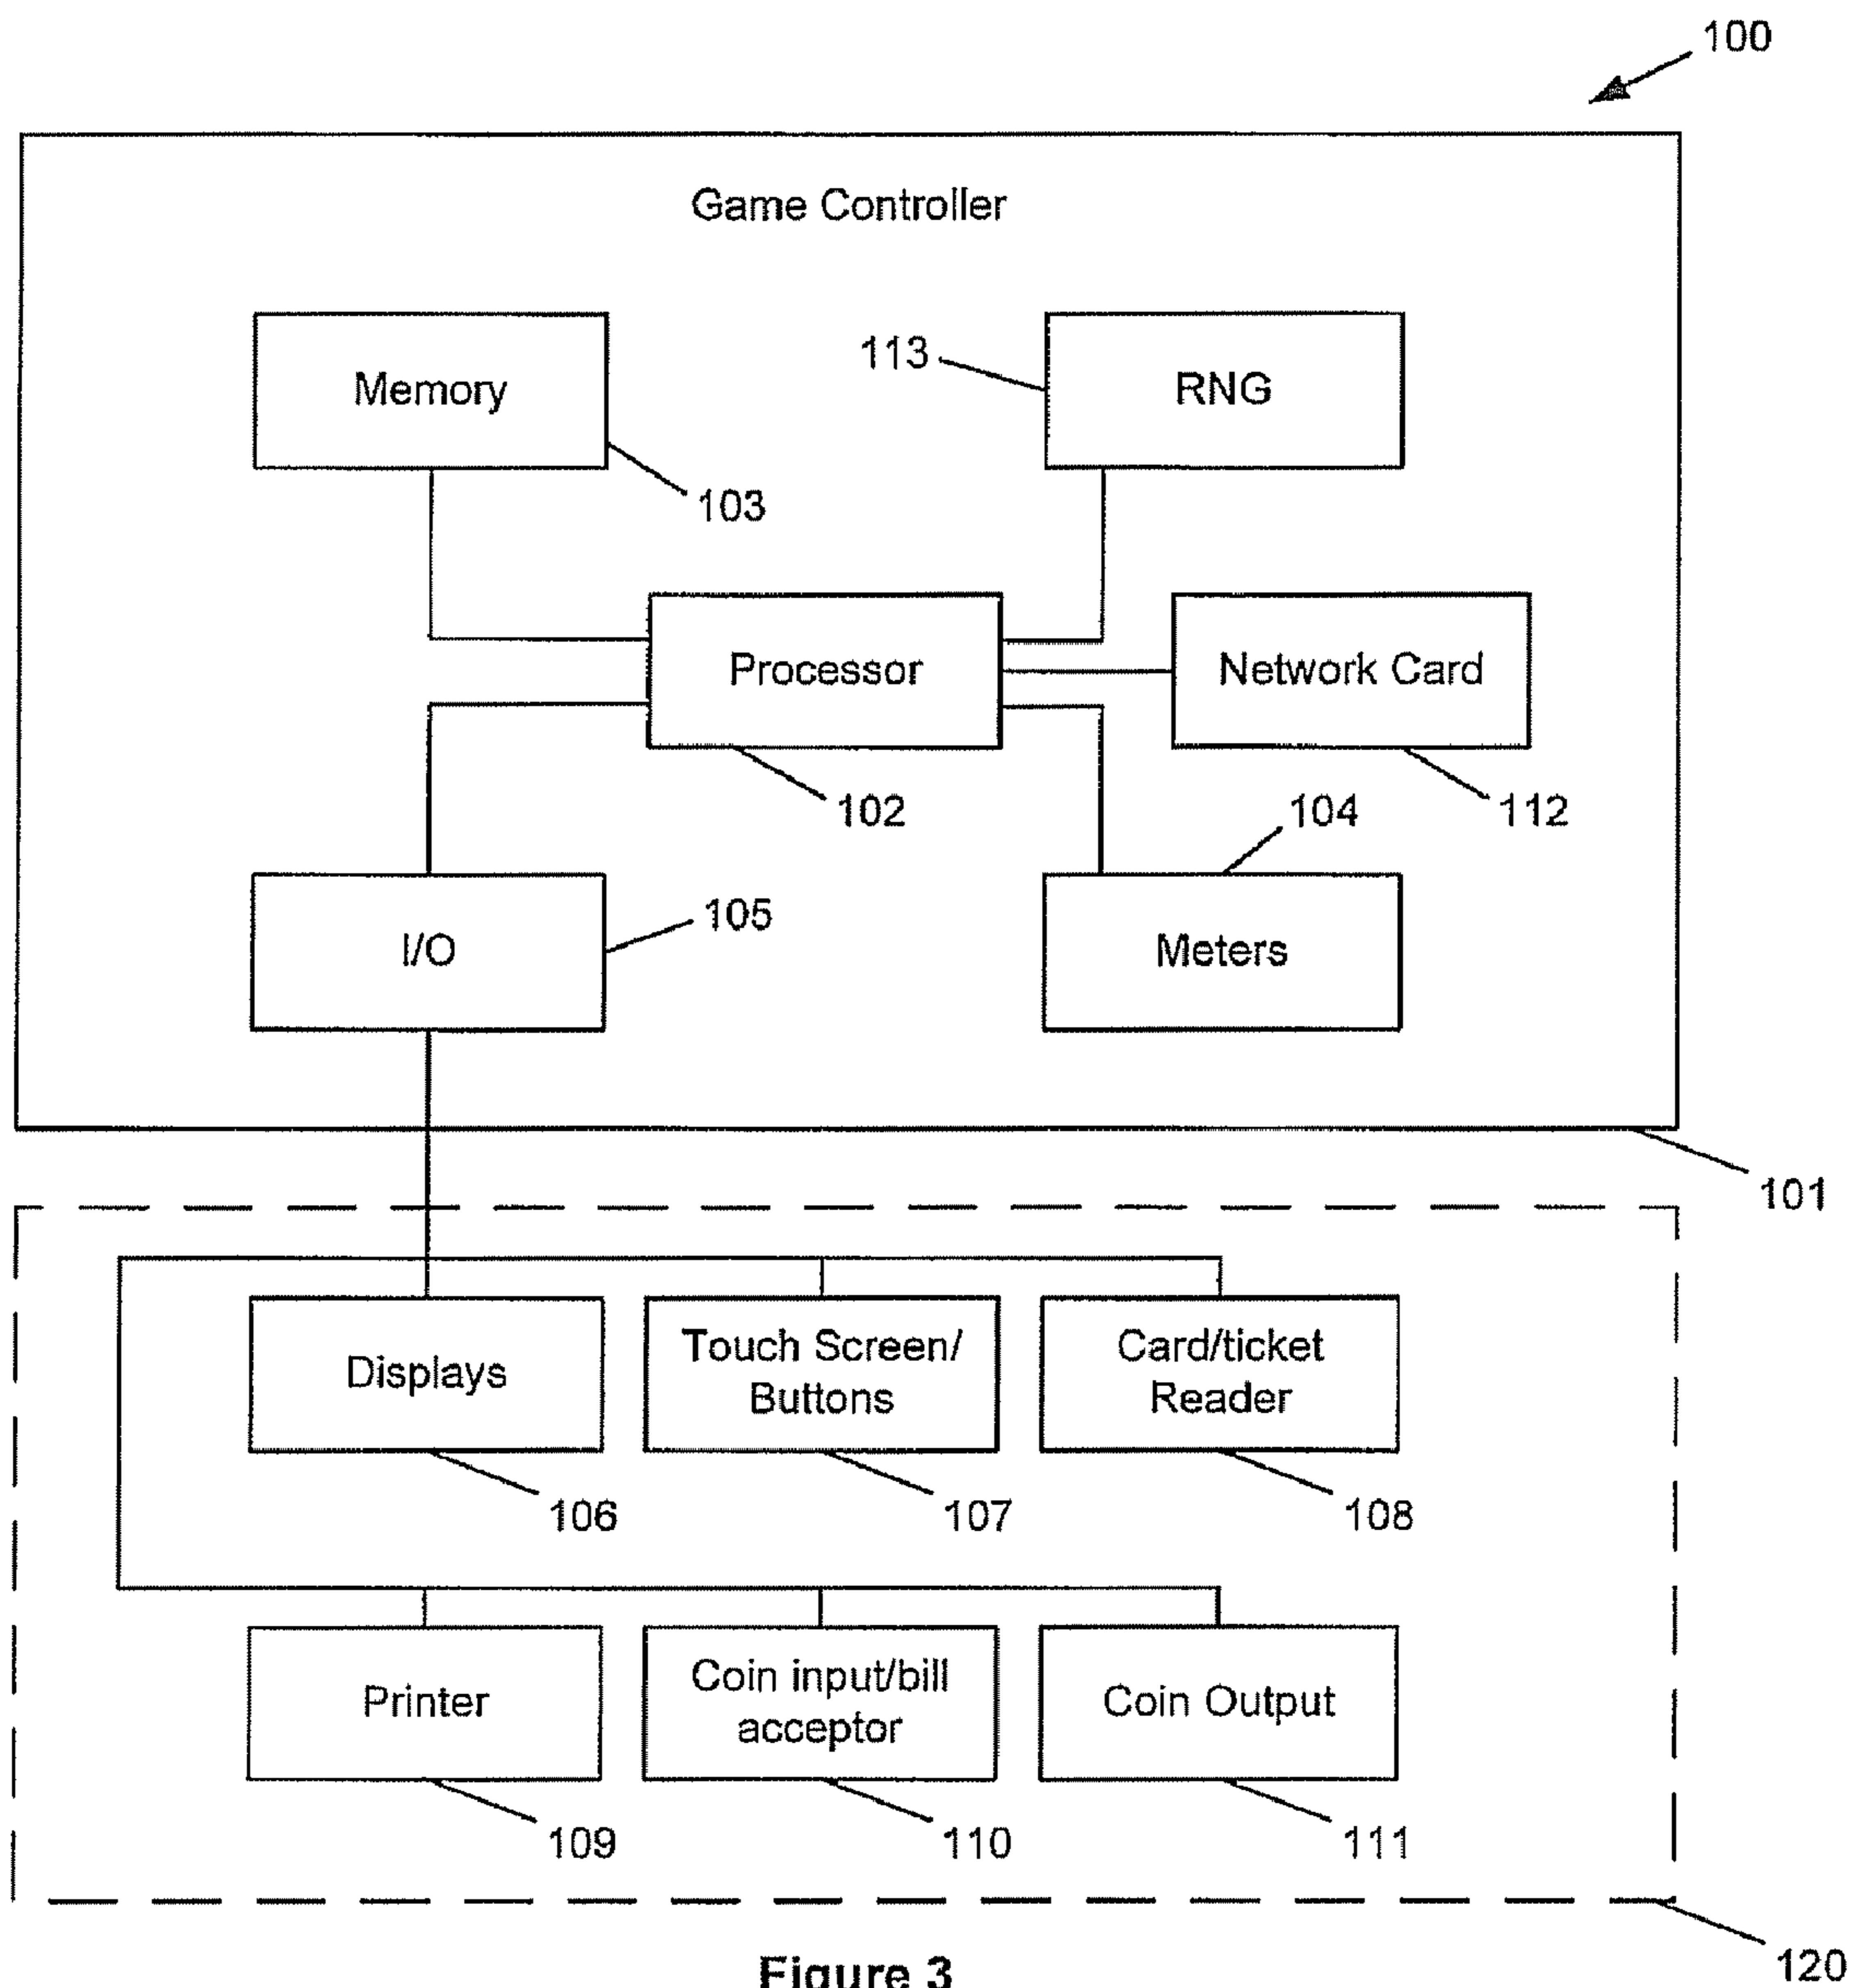 100
Game Controller
Memory
113
RNG
103
Processor
Network Card
102
104
112
I/O
105
Meters
101
Displays
Touch Screen/
Buttons
Card/ticket
Reader
106
107
108
Printer
Coin input/bill
acceptor
Coin Output
109
110
111
120
Figure 3